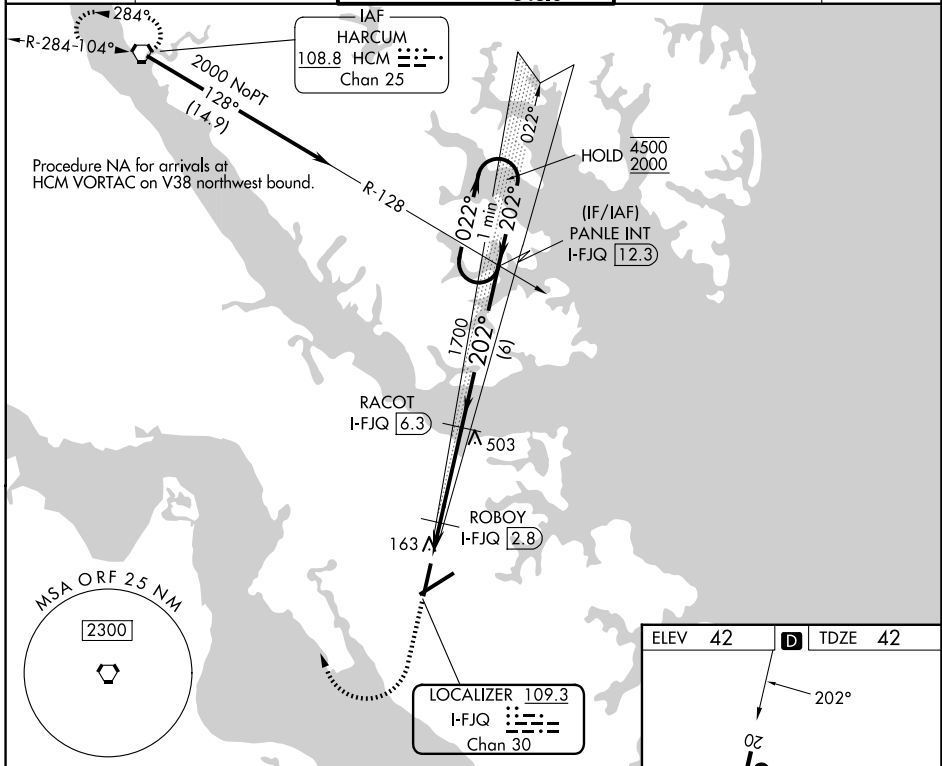 284°
R-284-104°
IAF
HARCUM
108.8 HCM
Chan 25
2000 NoPT
128°
(14.9)
Procedure NA for arrivals at
HCM VORTAC on V38 northwest bound.
R-128
022°
HOLD 4500
2000
022°
1 min
202°
(IF/IAF)
PANLE INT
I-FJQ 12.3
1700
202°
(6)
RACOT
I-FJQ 6.3
503
ROBOY
I-FJQ 2.8
163
MSA ORF 25 NM
2300
LOCALIZER 109.3
I-FJQ
Chan 30
ELEV 42 D TDZE 42
202°
20